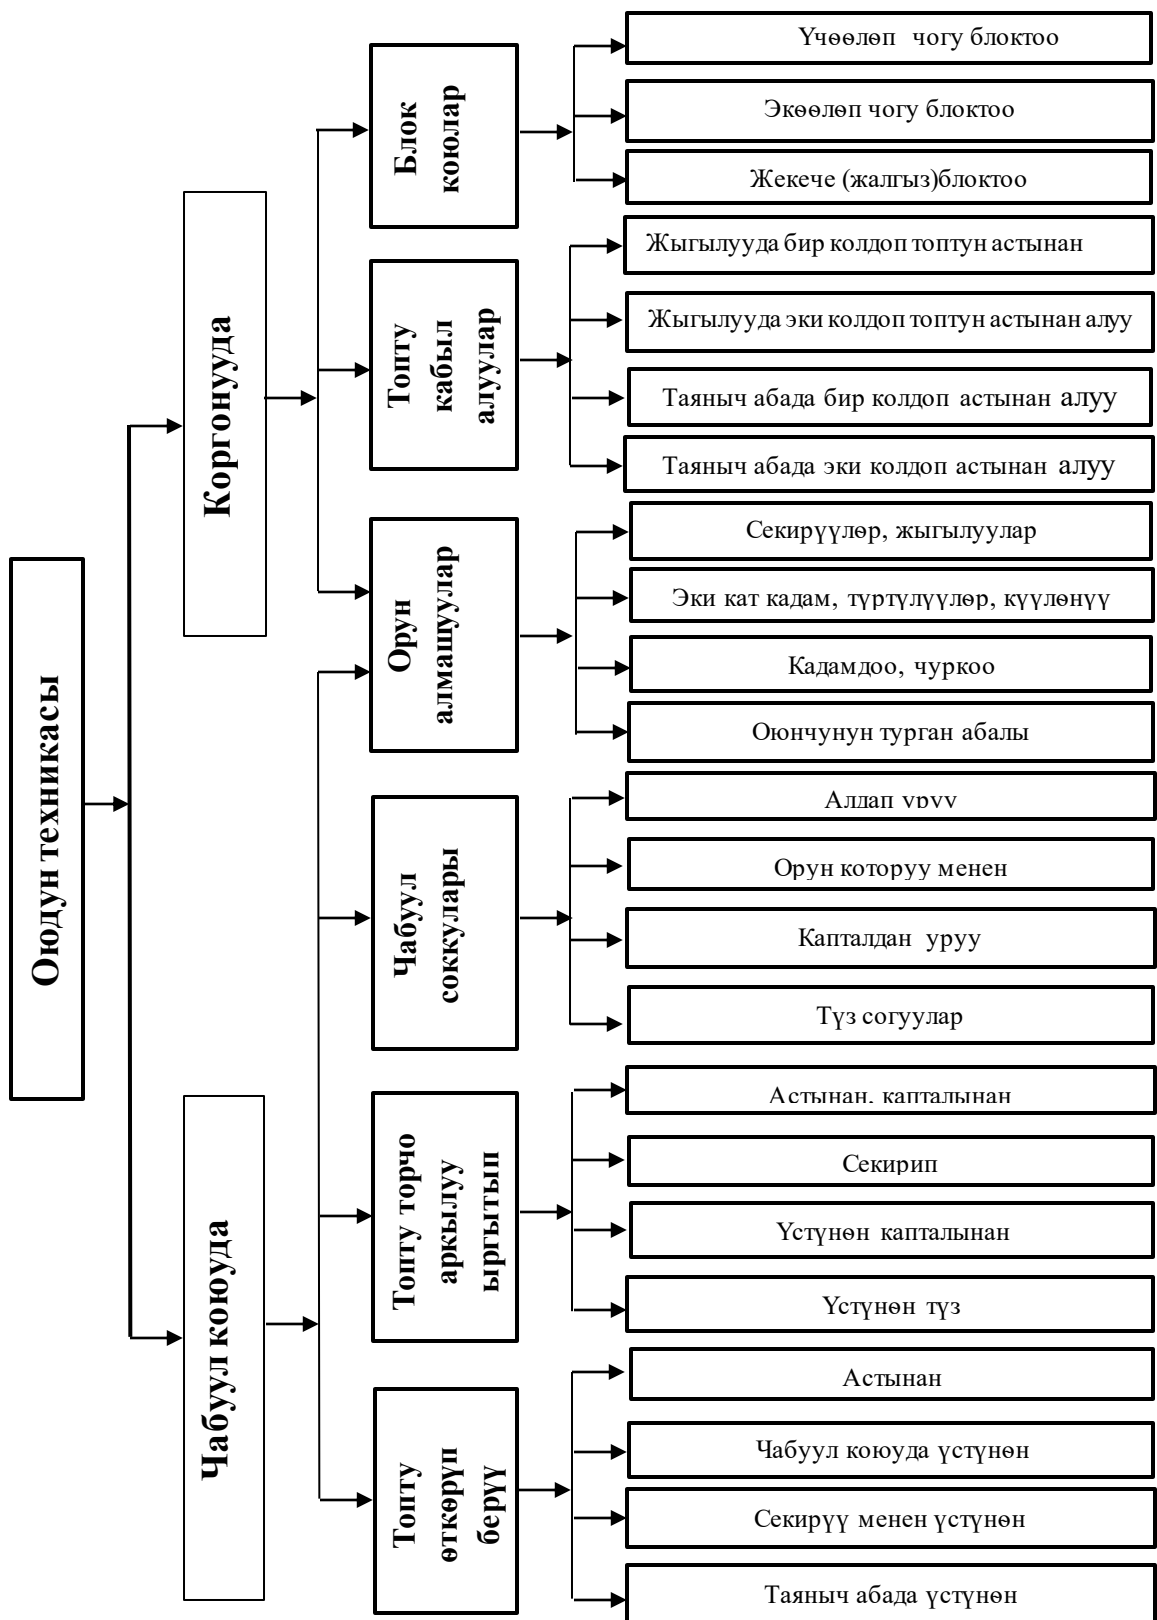 Оюдун техникасы
Коргонууда
Чабуул коюуда
Блок
коюлар
Топту
кабыл
алуулар
Орун
алмашуулар
Чабуул
соккулары
Топту торчо
аркылуу
ыргытып
Топту
өткөрүп
берүү
Үчөөлөп чогу блоктоо
Экөөлөп чогу блоктоо
Жекече (жалгыз)блоктоо
Жыгылууда бир колдоп топтун астынан
Жыгылууда эки колдоп топтун астынан алуу
Таяныч абада бир колдоп астынан алуу
Таяныч абада эки колдоп астынан алуу
Секирүүлөр, жыгылуулар
Эки кат кадам, түртүлүүлөр, күүлөнүү
Кадамдоо, чуркоо
Оюнчунун турган абалы
Алдап уруу
Орун которуу менен
Капталдан уруу
Түз согуулар
Астынан, капталынан
Секирип
Үстүнөн капталынан
Үстүнөн түз
Астынан
Чабуул коюуда үстүнөн
Секирүү менен үстүнөн
Таяныч абада үстүнөн